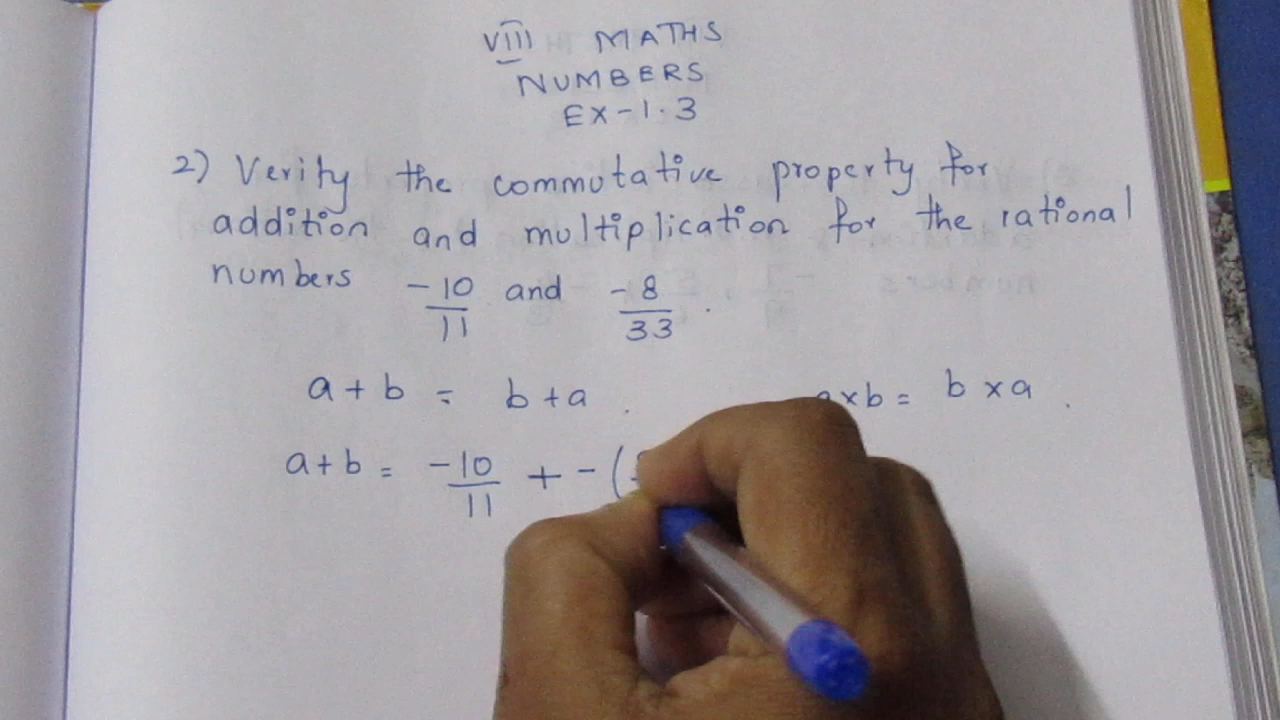 VIII MATHS
NUMBERS
EX-1.3
2) Verify the commutative property for
addition and multiplication for the rational
numbers -10/11 and -8/33.
a+b = b+a. a×b = b×a.
a+b = -10/11 + -(